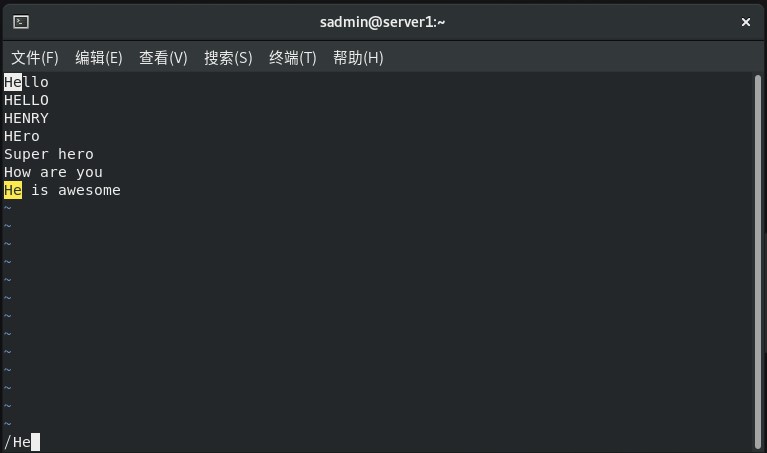 sadmin@server1:~
文件(F) 编辑(E) 查看(V) 搜索(S) 终端(T) 帮助(H)
Hello
HELLO
HENRY
HEro
Super hero
How are you
He is awesome
~
~
~
~
~
~
~
~
~
~
~
~
~
/He